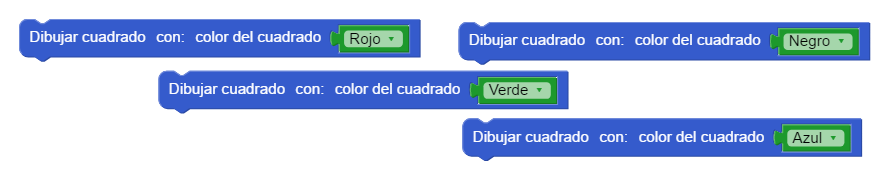 Dibujar cuadrado con: color del cuadrado Rojo
Dibujar cuadrado con: color del cuadrado Negro
Dibujar cuadrado con: color del cuadrado Verde
Dibujar cuadrado con: color del cuadrado Azul